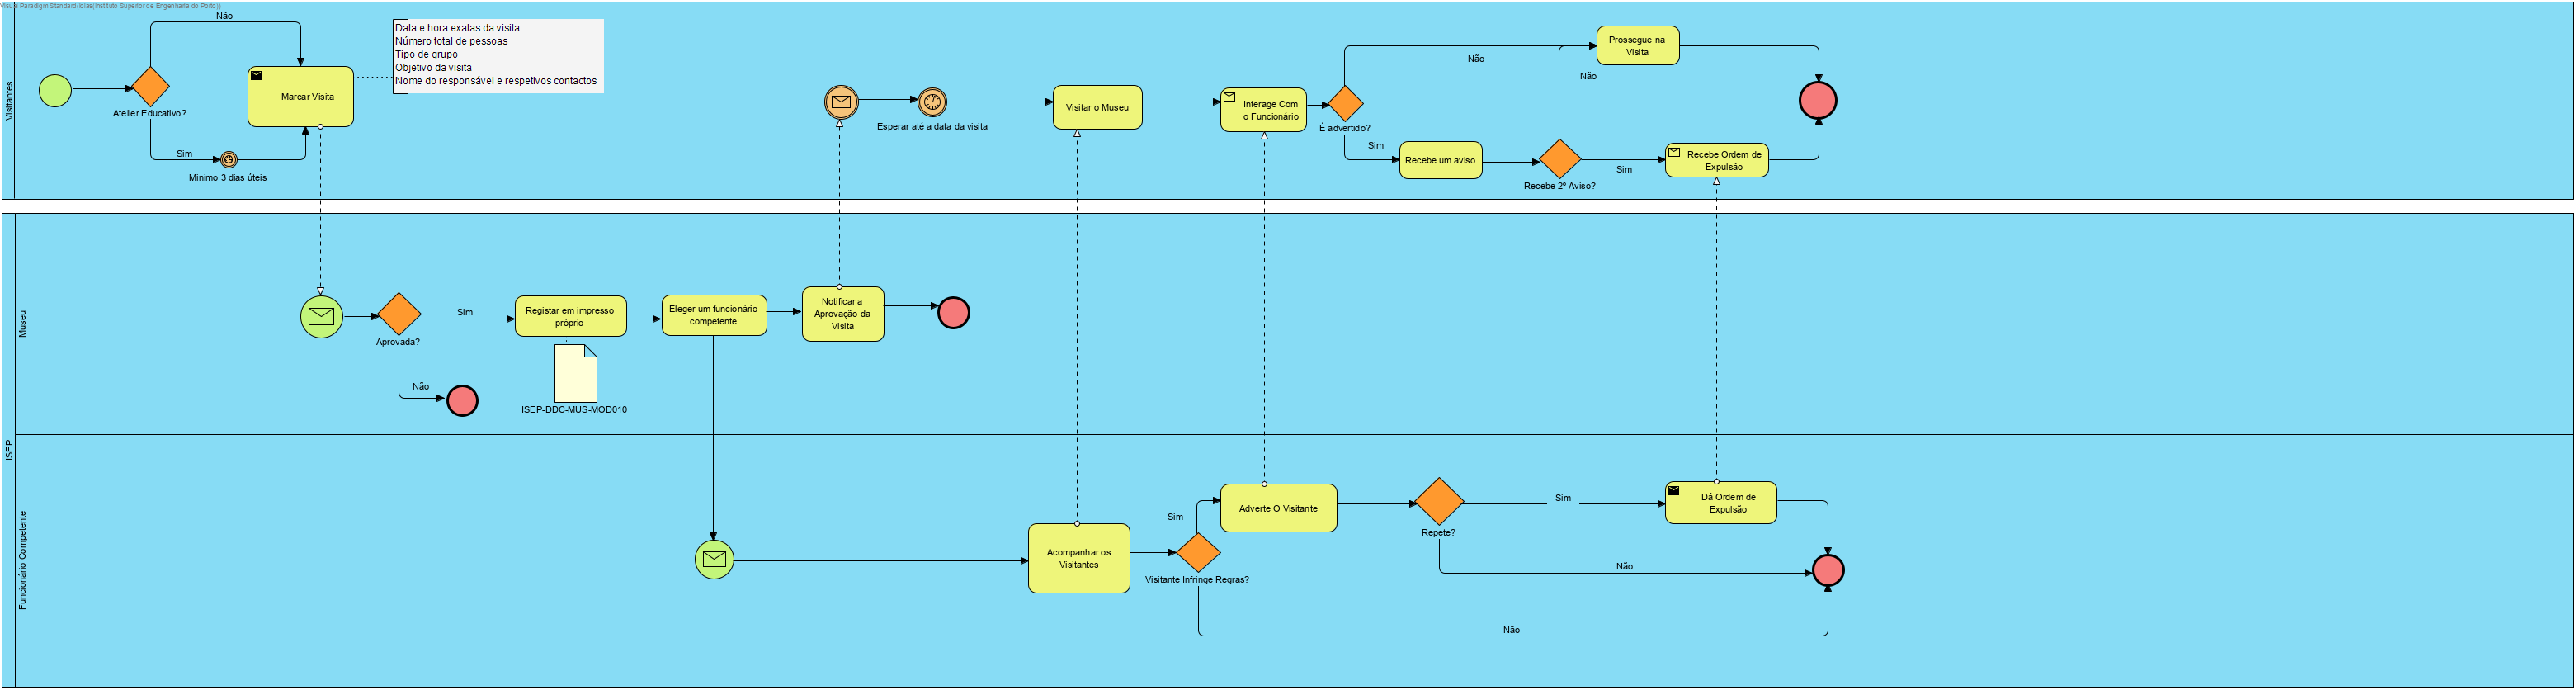 Visual Paradigm Standard(Isias(Instituto Superior de Engenharia do Porto))
Visitantes
Não
Atelier Educativo?
Sim
Minimo 3 dias úteis
Marcar Visita
Data e hora exatas da visita
Número total de pessoas
Tipo de grupo
Objetivo da visita
Nome do responsável e respetivos contactos
Esperar até a data da visita
Visitar o Museu
Interage Com
o Funcionário
É advertido?
Não
Sim
Recebe um aviso
Não
Recebe 2º Aviso?
Sim
Prossegue na
Visita
Recebe Ordem de
Expulsão
ISEP
Museu
Aprovada?
Sim
Não
Registar em impresso
próprio
ISEP-DDC-MUS-MOD010
Eleger um funcionário
competente
Notificar a
Aprovação da
Visita
Funcionário Competente
Acompanhar os
Visitantes
Visitante Infringe Regras?
Sim
Não
Adverte O Visitante
Repete?
Sim
Não
Dá Ordem de
Expulsão